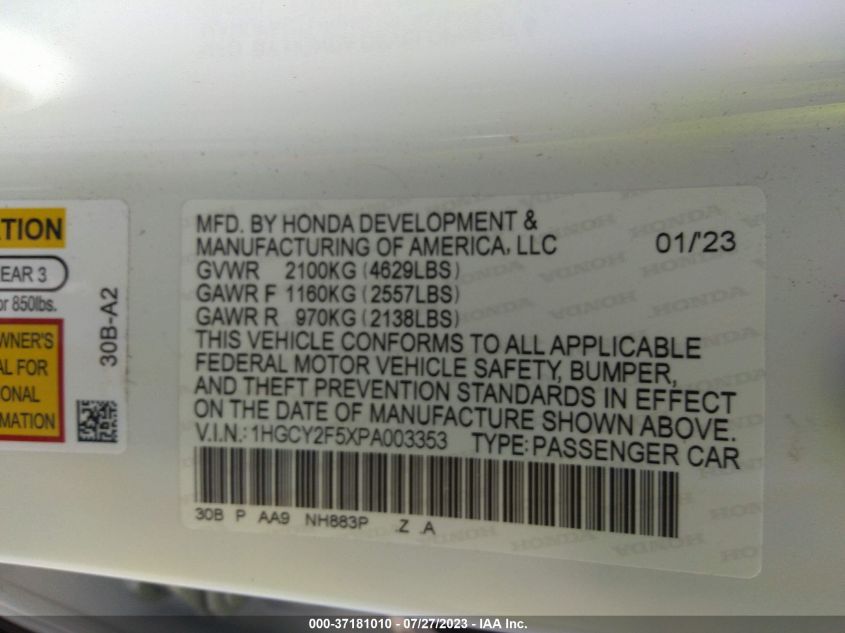 TION
EAR 3
or 850lbs.
WNER'S
AL FOR
ONAL
MATION
30B-A2
MFD. BY HONDA DEVELOPMENT &
MANUFACTURING OF AMERICA, LLC 01/'23
GVWR 2100KG (4629LBS)
GAWR F 1160KG (2557LBS)
GAWR R 970KG (2138LBS)
THIS VEHICLE CONFORMS TO ALL APPLICABLE
FEDERAL MOTOR VEHICLE SAFETY, BUMPER,
AND THEFT PREVENTION STANDARDS IN EFFECT
ON THE DATE OF MANUFACTURE SHOWN ABOVE.
V.I.N.: 1HGCY2F5XPA003353 TYPE: PASSENGER CAR
30B P AA9 NH883P .Z .A
000-37181010 - 07/27/2023 - IAA Inc.